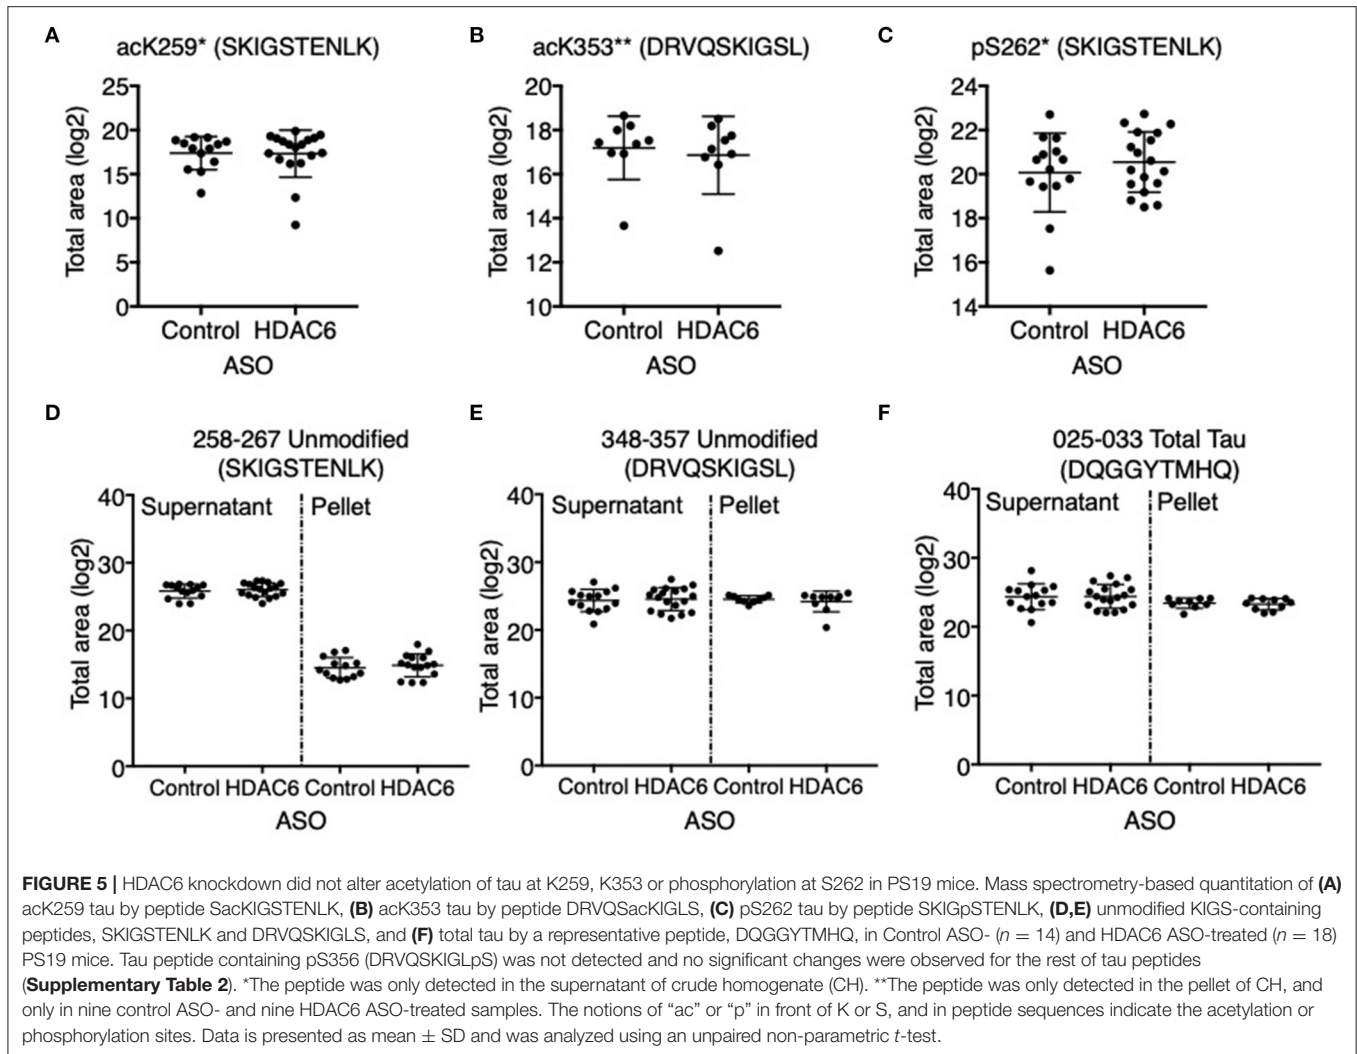 A
acK259* (SKIGSTENLK)
25
20
15
10
5
0
Total area (log2)
Control HDAC6
ASO
B
acK353** (DRVQSKIGSL)
20
18
16
14
12
10
Total area (log2)
Control HDAC6
ASO
C
pS262* (SKIGSTENLK)
24
22
20
18
16
14
Total area (log2)
Control HDAC6
ASO
D
258-267 Unmodified
(SKIGSTENLK)
40
30
20
10
0
Total area (log2)
Supernatant Pellet
Control HDAC6 Control HDAC6
ASO
E
348-357 Unmodified
(DRVQSKIGSL)
40
30
20
10
0
Total area (log2)
Supernatant Pellet
Control HDAC6 Control HDAC6
ASO
F
025-033 Total Tau
(DQGGYTMHQ)
40
30
20
10
0
Total area (log2)
Supernatant Pellet
Control HDAC6 Control HDAC6
ASO
FIGURE 5 | HDAC6 knockdown did not alter acetylation of tau at K259, K353 or phosphorylation at S262 in PS19 mice. Mass spectrometry-based quantitation of (A)
acK259 tau by peptide SacKIGSTENLK, (B) acK353 tau by peptide DRVQSacKIGLS, (C) pS262 tau by peptide SKIGpSTENLK, (D,E) unmodified KIGS-containing
peptides, SKIGSTENLK and DRVQSKIGLS, and (F) total tau by a representative peptide, DQGGYTMHQ, in Control ASO- (n = 14) and HDAC6 ASO-treated (n = 18)
PS19 mice. Tau peptide containing pS356 (DRVQSKIGLpS) was not detected and no significant changes were observed for the rest of tau peptides
(Supplementary Table 2). *The peptide was only detected in the supernatant of crude homogenate (CH). **The peptide was only detected in the pellet of CH, and
only in nine control ASO- and nine HDAC6 ASO-treated samples. The notions of “ac” or “p” in front of K or S, and in peptide sequences indicate the acetylation or
phosphorylation sites. Data is presented as mean ± SD and was analyzed using an unpaired non-parametric t-test.